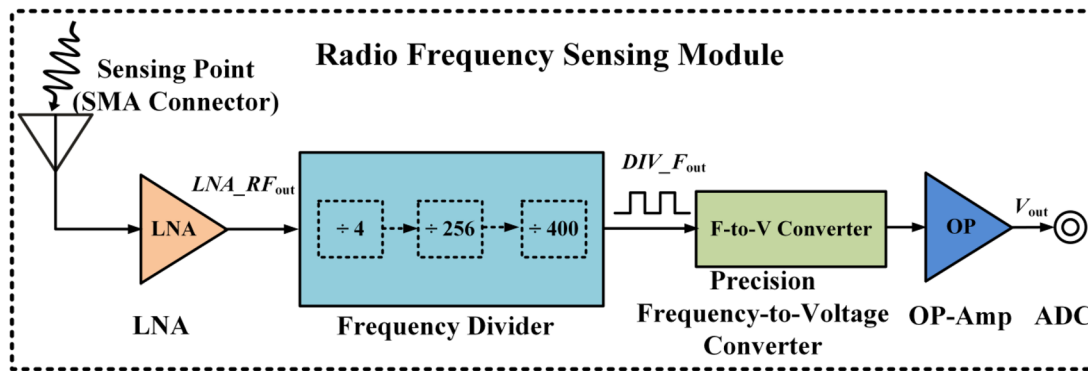 Radio Frequency Sensing Module
Sensing Point
(SMA Connector)
LNA_RFout
DIV_Fout
Vout
LNA
÷ 4
÷ 256
÷ 400
F-to-V Converter
OP
LNA
Frequency Divider
Precision
Frequency-to-Voltage
Converter
OP-Amp
ADC